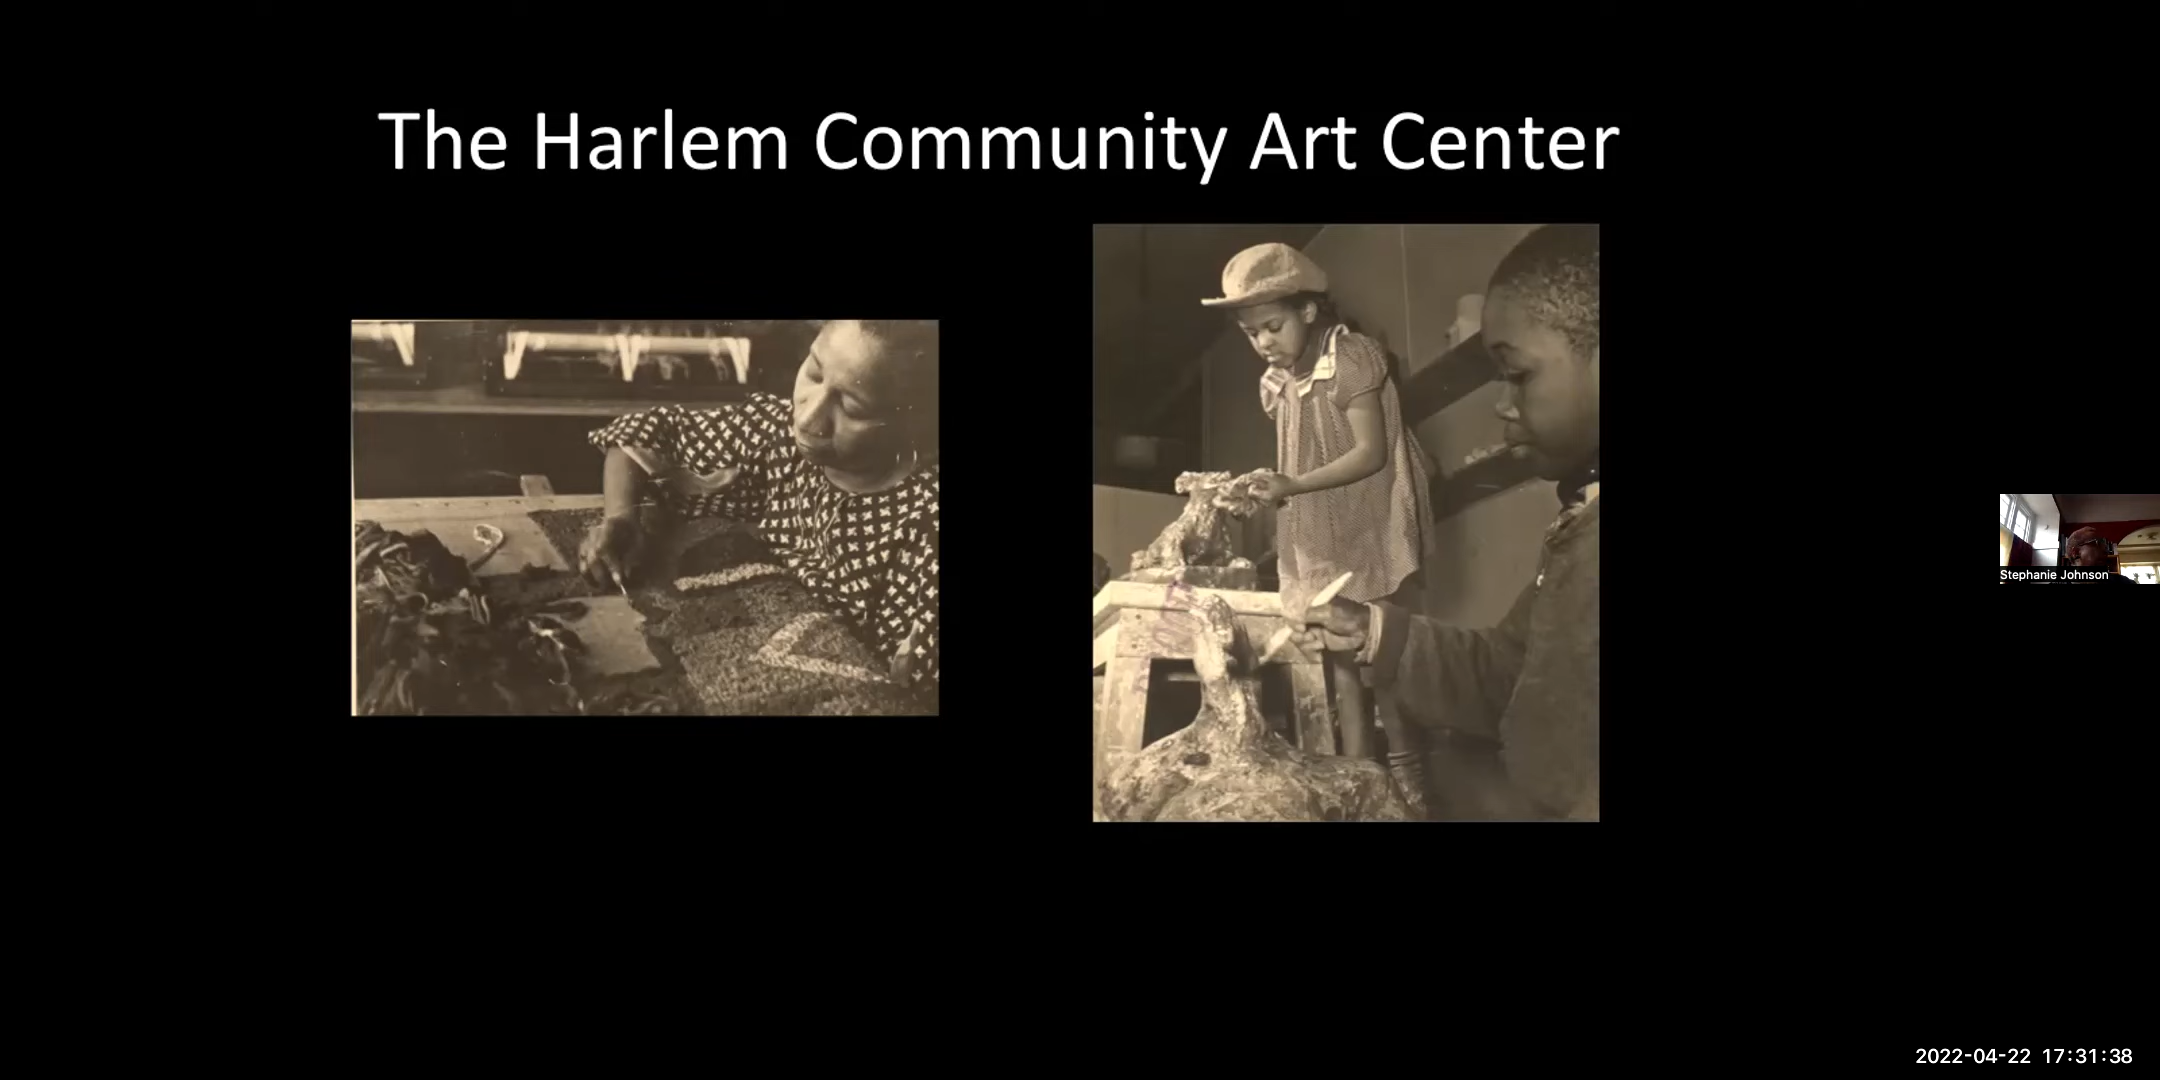 The Harlem Community Art Center
Stephanie Johnson
2022-04-22 17:31:38